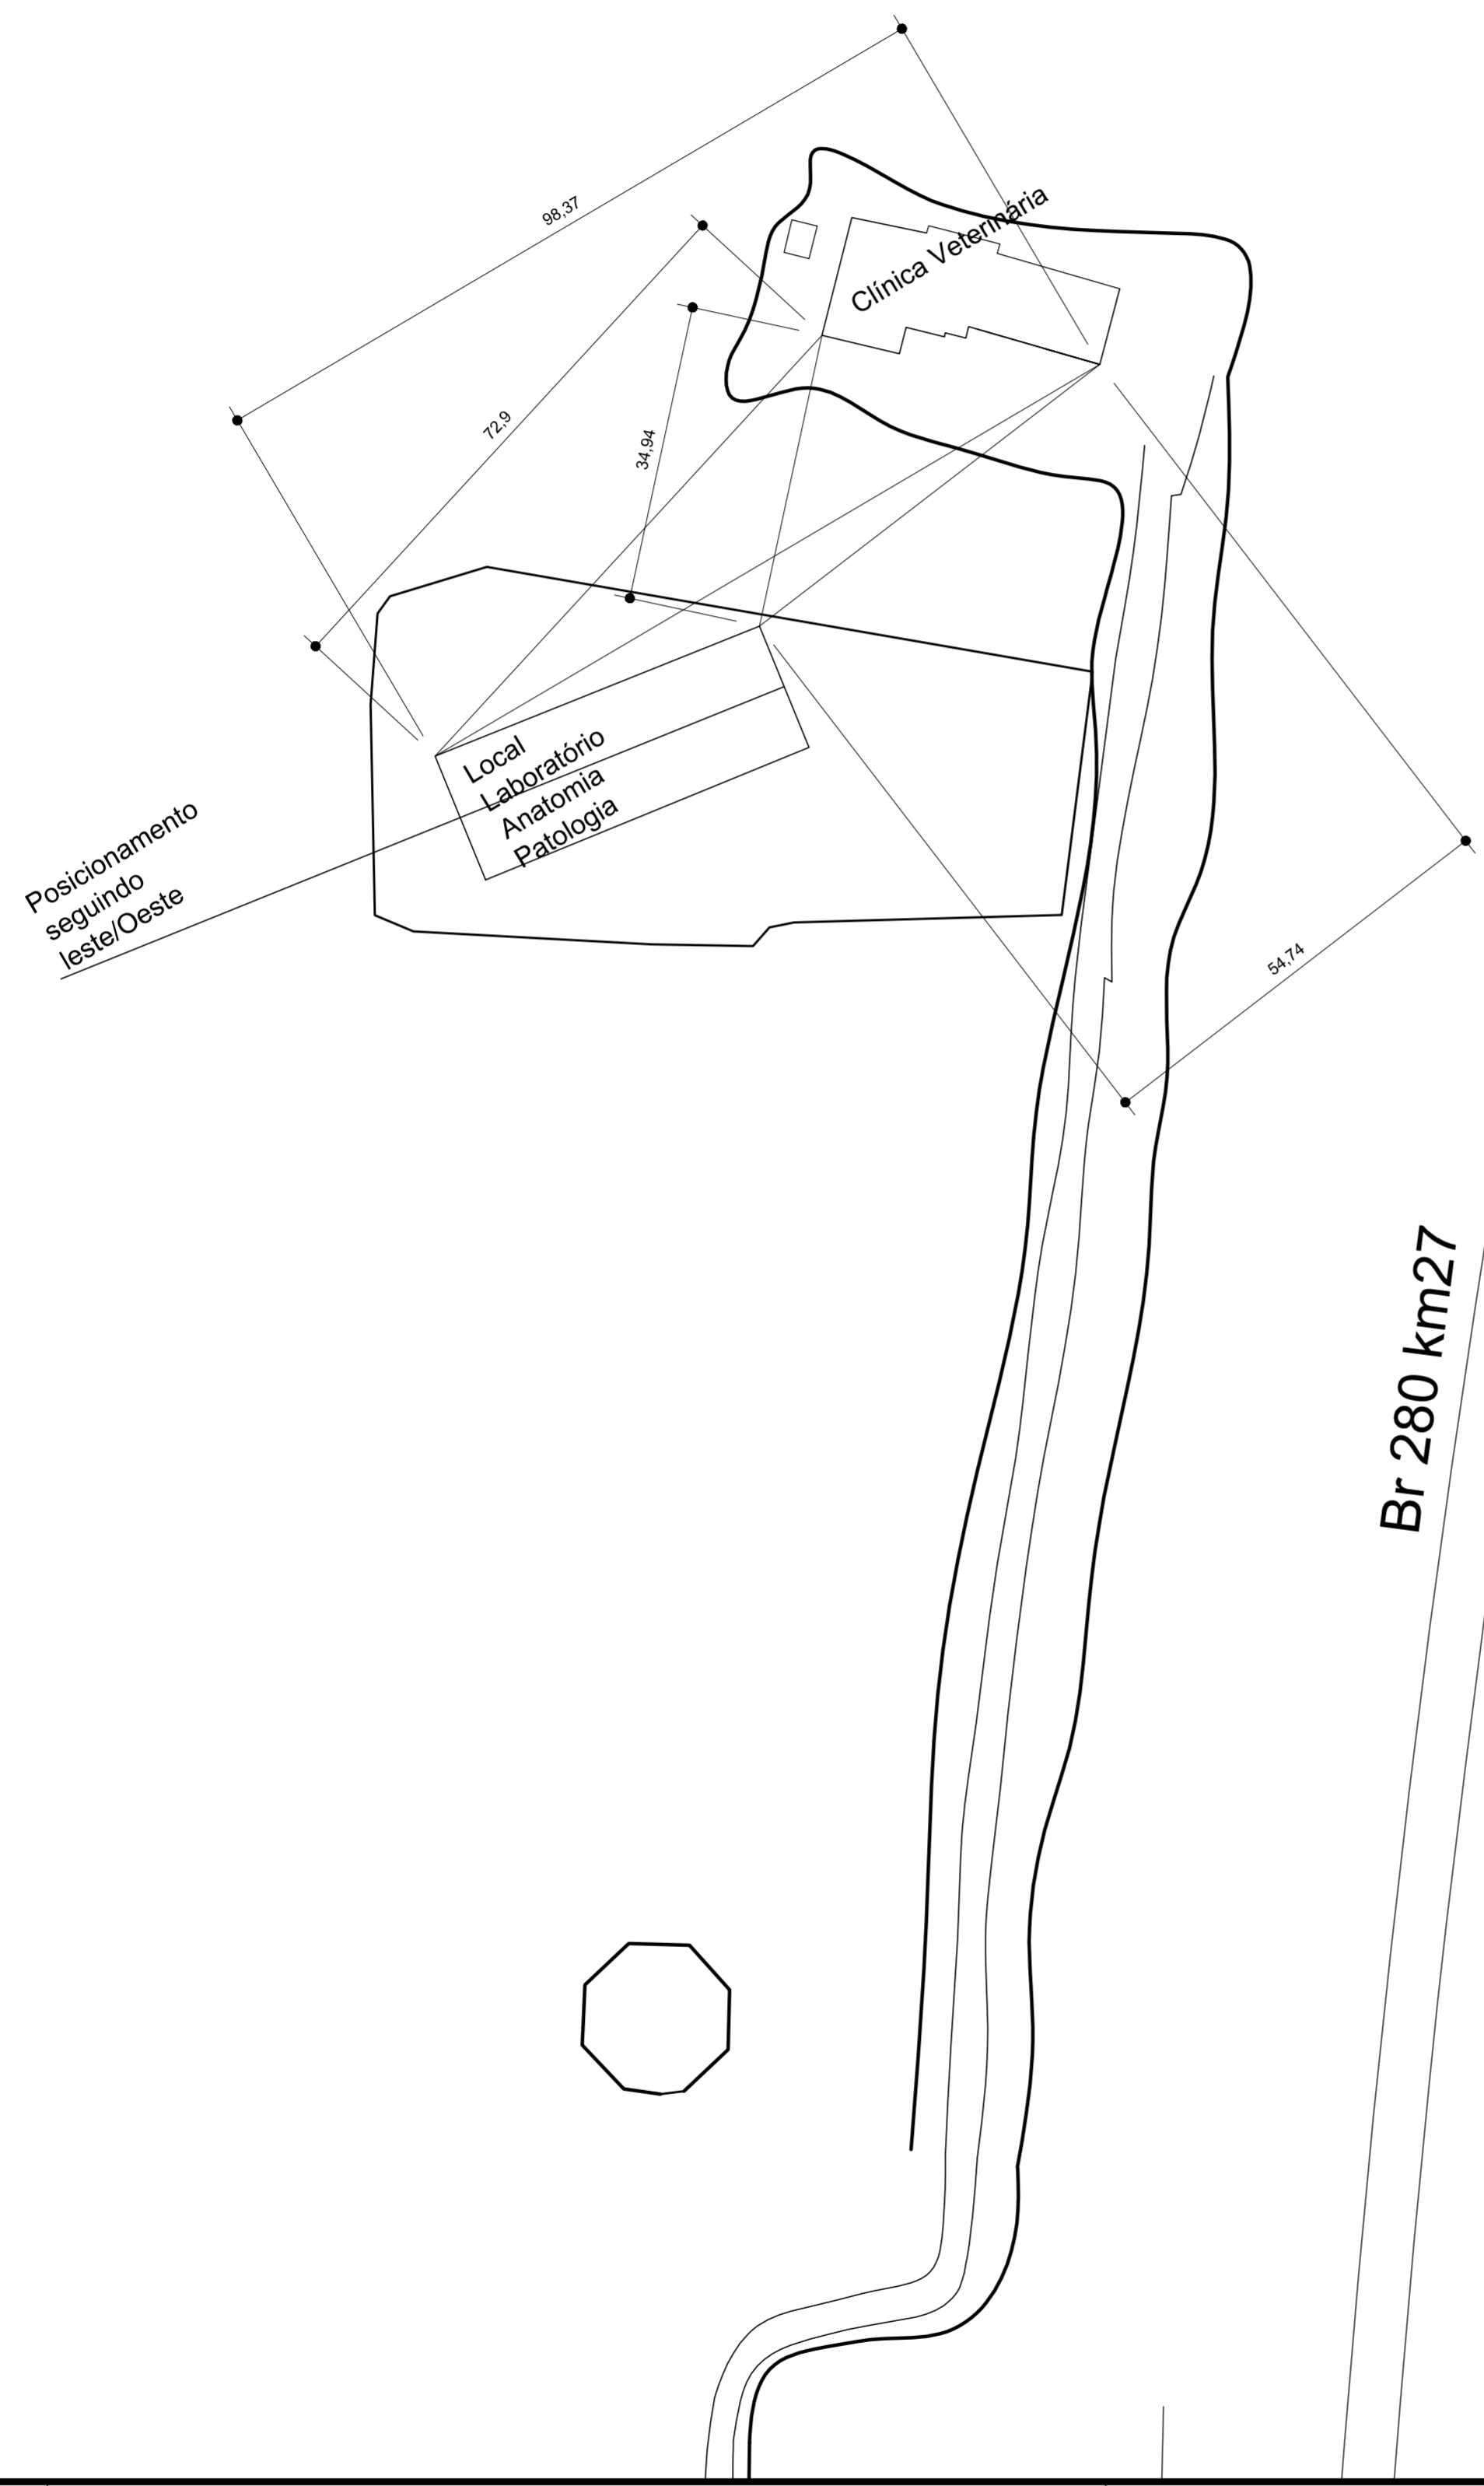 98,37
Clínica Veterinária
72,9
34,94
Local
Laboratório
Anatomia
Patologia
Posicionamento
seguindo
leste/Oeste
54,74
Br 280 km27